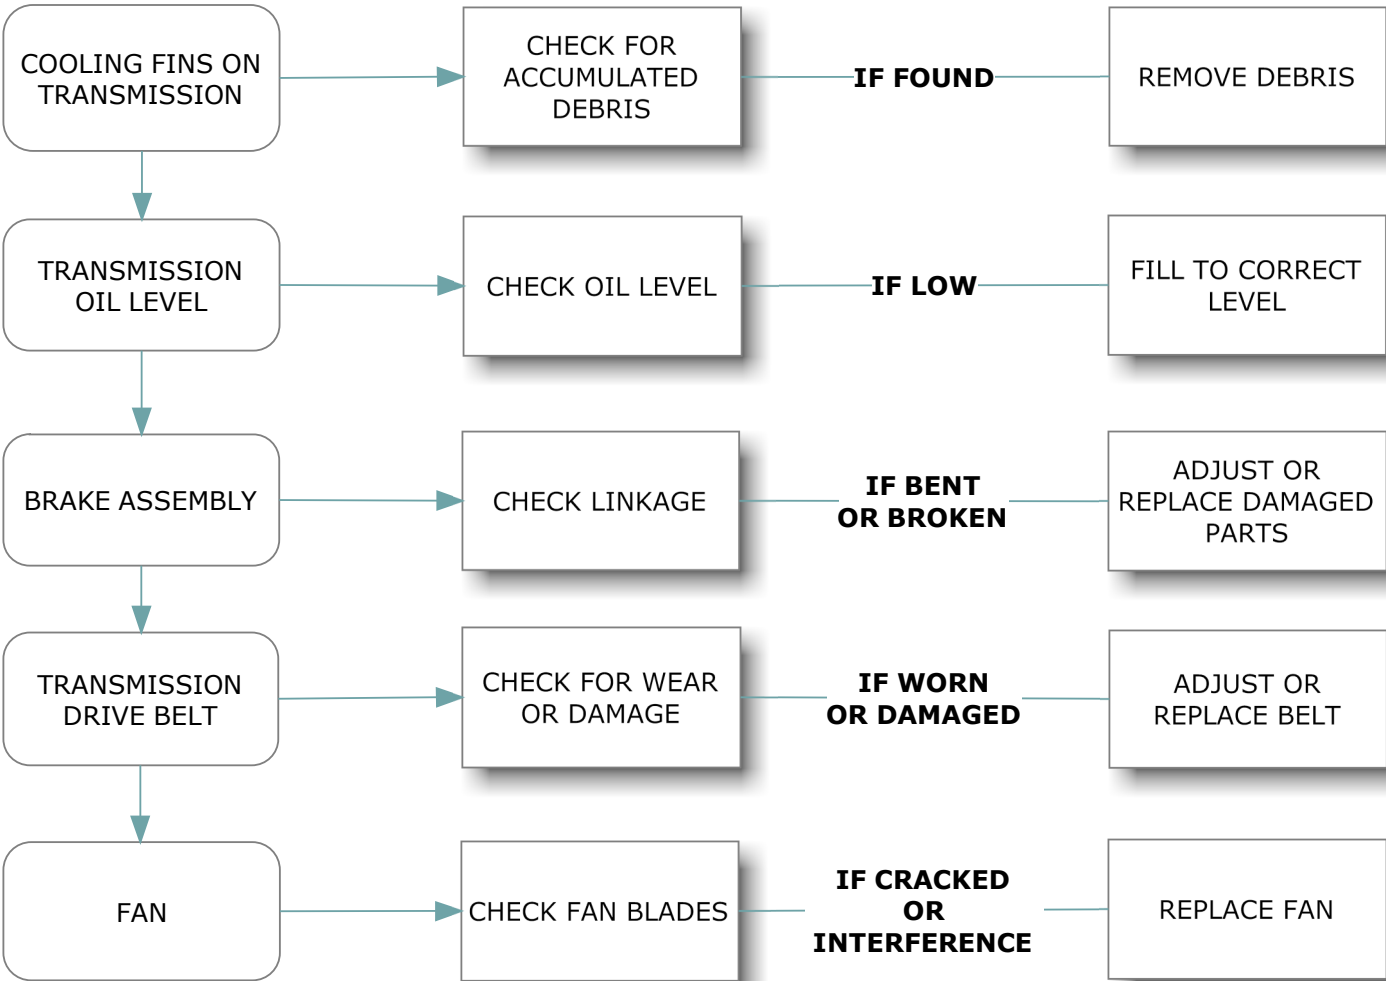 COOLING FINS ON
TRANSMISSION
CHECK FOR
ACCUMULATED
DEBRIS
IF FOUND
REMOVE DEBRIS
TRANSMISSION
OIL LEVEL
CHECK OIL LEVEL
IF LOW
FILL TO CORRECT
LEVEL
BRAKE ASSEMBLY
CHECK LINKAGE
IF BENT
OR BROKEN
ADJUST OR
REPLACE DAMAGED
PARTS
TRANSMISSION
DRIVE BELT
CHECK FOR WEAR
OR DAMAGE
IF WORN
OR DAMAGED
ADJUST OR
REPLACE BELT
FAN
CHECK FAN BLADES
IF CRACKED
OR
INTERFERENCE
REPLACE FAN